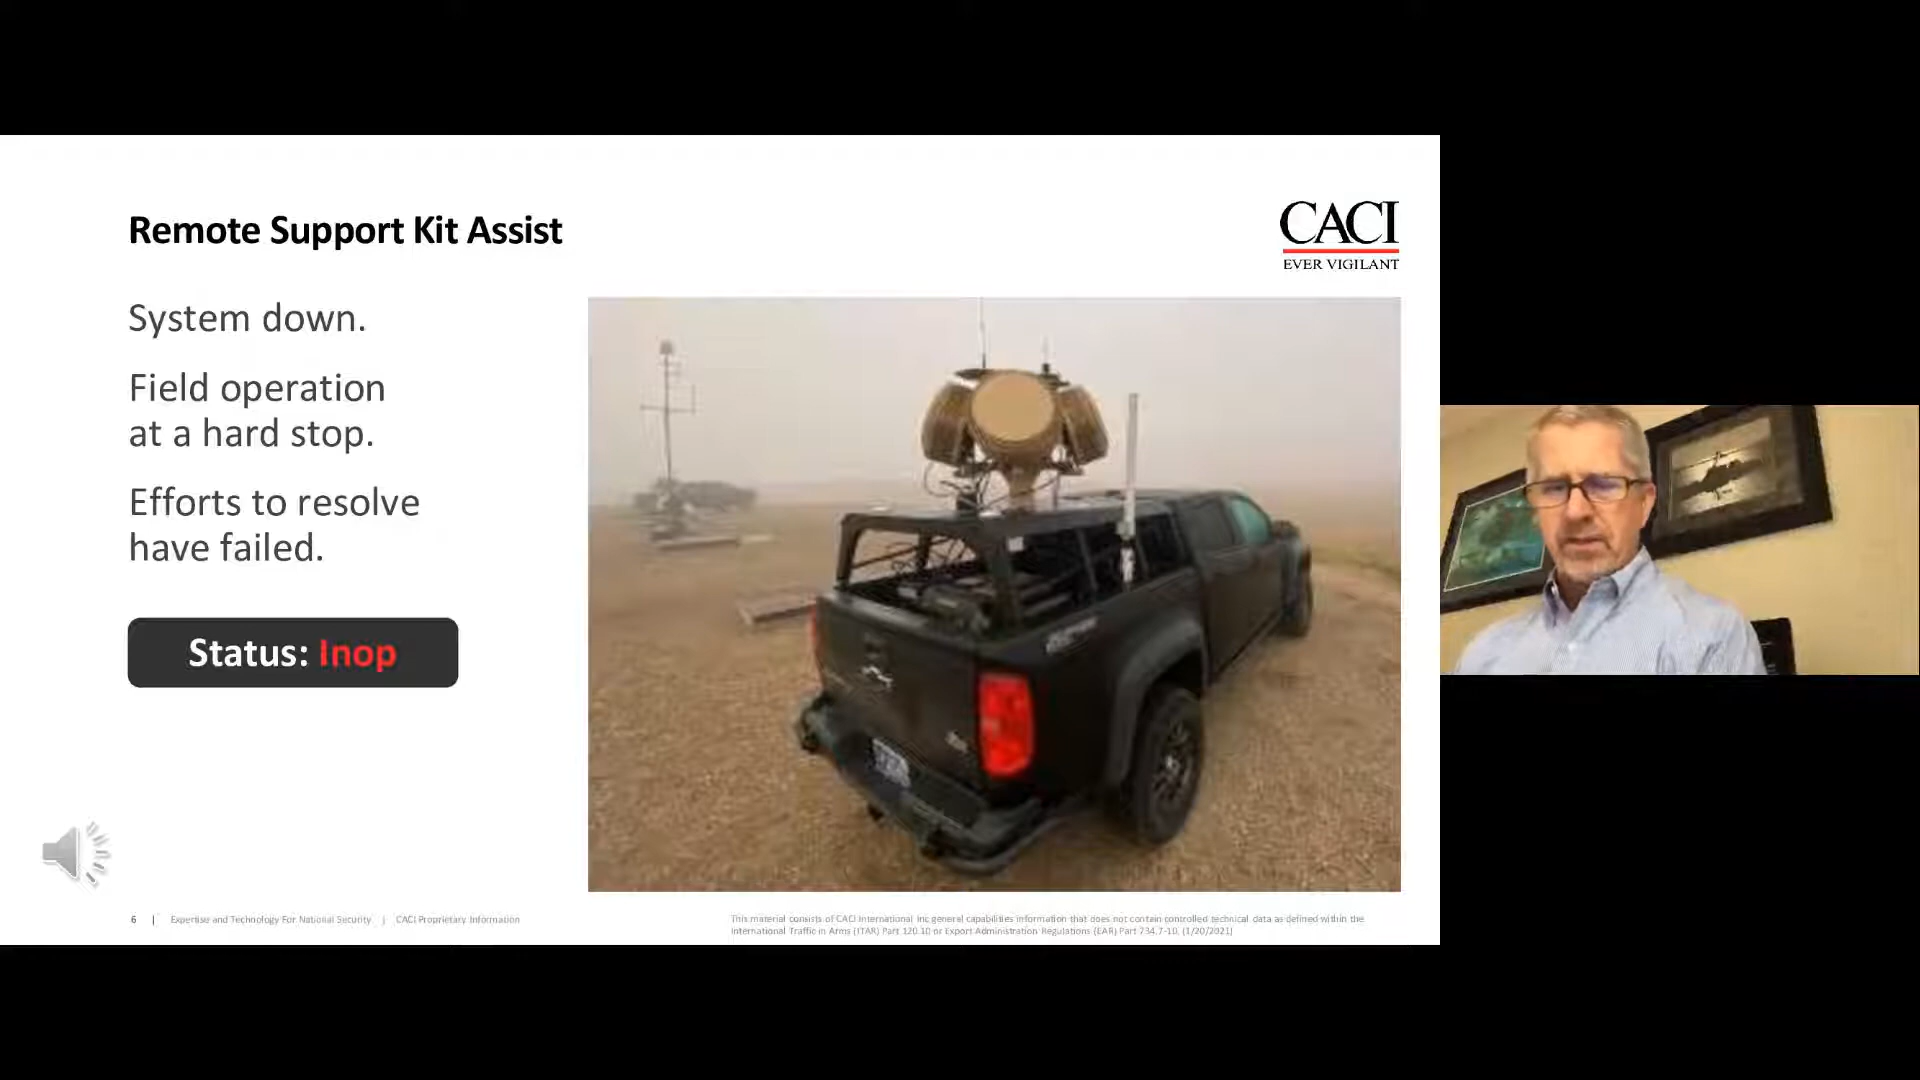 Remote Support Kit Assist
CACI
EVER VIGILANT
System down.
Field operation
at a hard stop.
Efforts to resolve
have failed.
Status: Inop
6 | Expertise and Technology For National Security | CACI Proprietary Information
This material consists of CACI International Inc general capabilities information that does not contain controlled technical data as defined within the
International Traffic in Arms (ITAR) Part 120.10 or Export Administration Regulations (EAR) Part 734.7-10. (1/20/2021)